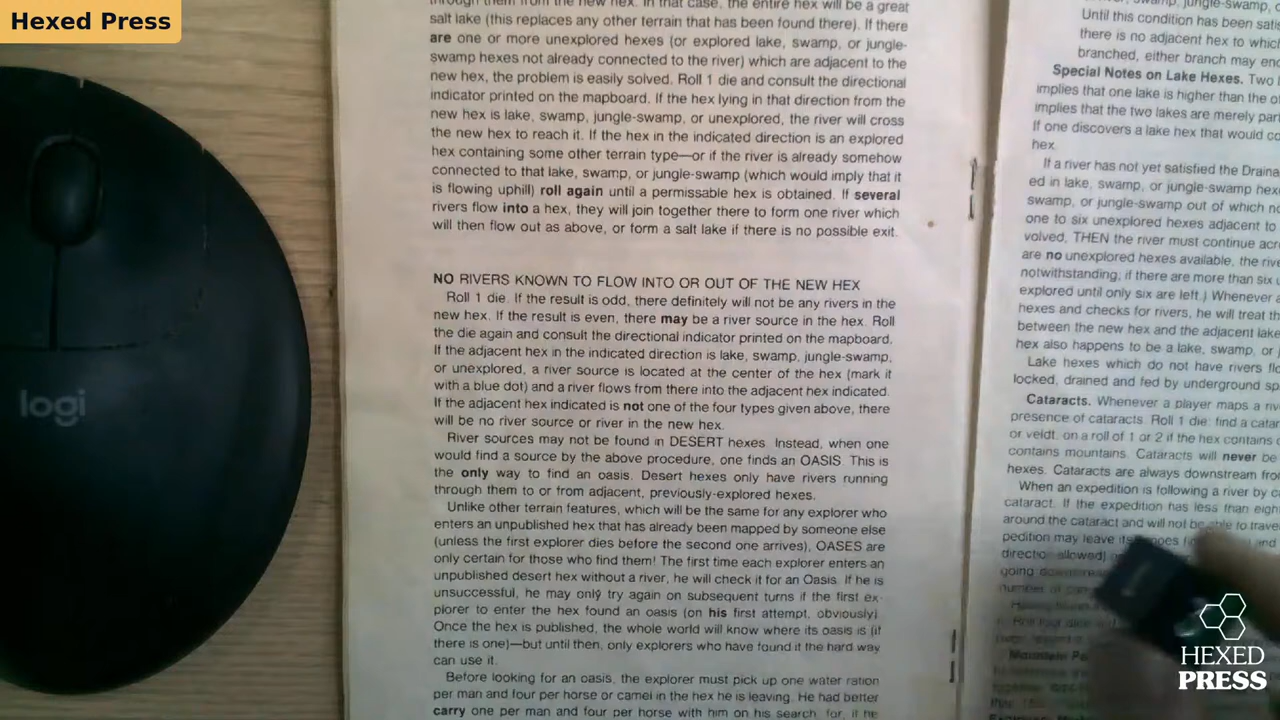 Hexed Press
through them from the new hex. In that case, the entire hex will be a great
salt lake (this replaces any other terrain that has been found there). If there
are one or more unexplored hexes (or explored lake, swamp, or jungle-
swamp hexes not already connected to the river) which are adjacent to the
new hex, the problem is easily solved. Roll 1 die and consult the directional
indicator printed on the mapboard. If the hex lying in that direction from the
new hex is lake, swamp, jungle-swamp, or unexplored, the river will cross
the new hex to reach it. If the hex in the indicated direction is an explored
hex containing some other terrain type—or if the river is already somehow
connected to that lake, swamp, or jungle-swamp (which would imply that it
is flowing uphill) roll again until a permissable hex is obtained. If several
rivers flow into a hex, they will join together there to form one river which
will then flow out as above, or form a salt lake if there is no possible exit.
NO RIVERS KNOWN TO FLOW INTO OR OUT OF THE NEW HEX
Roll 1 die. If the result is odd, there definitely will not be any rivers in the
new hex. If the result is even, there may be a river source in the hex. Roll
the die again and consult the directional indicator printed on the mapboard.
If the adjacent hex in the indicated direction is lake, swamp, jungle-swamp,
or unexplored, a river source is located at the center of the hex (mark it
with a blue dot) and a river flows from there into the adjacent hex indicated.
If the adjacent hex indicated is not one of the four types given above, there
will be no river source or river in the new hex.
River sources may not be found in DESERT hexes. Instead, when one
would find a source by the above procedure, one finds an OASIS. This is
the only way to find an oasis. Desert hexes only have rivers running
through them to or from adjacent, previously-explored hexes.
Unlike other terrain features, which will be the same for any explorer who
enters an unpublished hex that has already been mapped by someone else
(unless the first explorer dies before the second one arrives), OASES are
only certain for those who find them! The first time each explorer enters an
unpublished desert hex without a river, he will check it for an Oasis. If he is
unsuccessful, he may only try again on subsequent turns if the first ex-
plorer to enter the hex found an oasis (on his first attempt, obviously).
Once the hex is published, the whole world will know where its oasis is (if
there is one)—but until then, only explorers who have found it the hard way
can use it.
Before looking for an oasis, the explorer must pick up one water ration
per man and four per horse or camel in the hex he is leaving. He had better
carry one per man and four per horse with him on his search, for, if he
swamp, jungle-swamp,
Until this condition has been
there is no adjacent hex to
branched, either branch may
Special Notes on Lake Hexes. Two
implies that one lake is higher than the
implies that the two lakes are merely
If one discovers a lake hex that would
hex.
If a river has not yet satisfied the
ed in lake, swamp, or jungle-swamp
swamp, or jungle-swamp out of which
one to six unexplored hexes adjacent to
volved, THEN the river must continue
are no unexplored hexes available, the
notwithstanding, if there are more than six
explored until only six are left.) Whenever
hexes and checks for rivers, he will treat
between the new hex and the adjacent
hex also happens to be a lake, swamp, or
Lake hexes which do not have rivers
locked, drained and fed by underground
Cataracts. Whenever a player maps a
presence of cataracts. Roll 1 die: find a
or veldt, on a roll of 1 or 2 if the hex contains
contains mountains. Cataracts will never be
hexes. Cataracts are always downstream
When an expedition is following a river by
cataract. If the expedition has less than
around the cataract and will not be able to
pedition may leave its
going
number of
logi
HEXED
PRESS